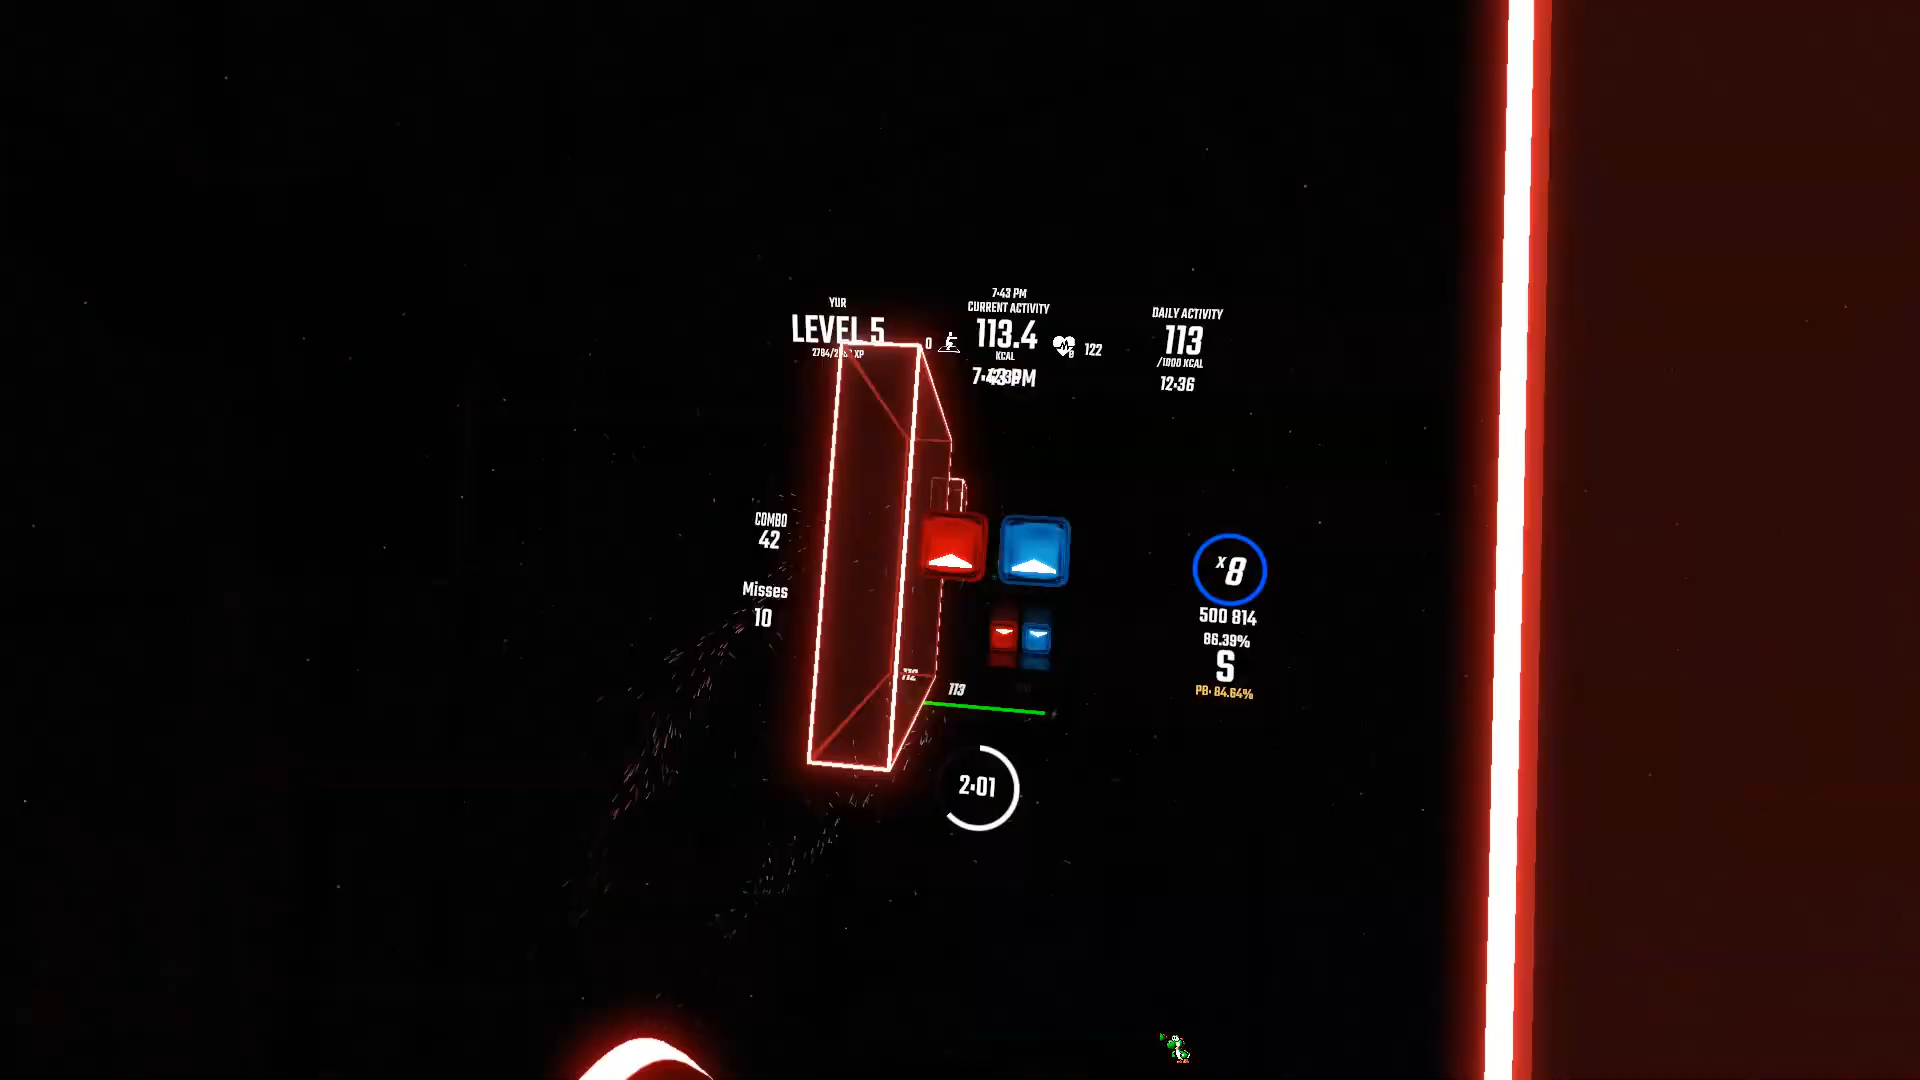 YUR
LEVEL 5
7:43 PM
CURRENT ACTIVITY
113.4
KCAL
0
122
DAILY ACTIVITY
113
/1000 KCAL
12:36
COMBO
42
Misses
10
x8
500 814
86.39%
S
PB: 84.64%
113
2:01